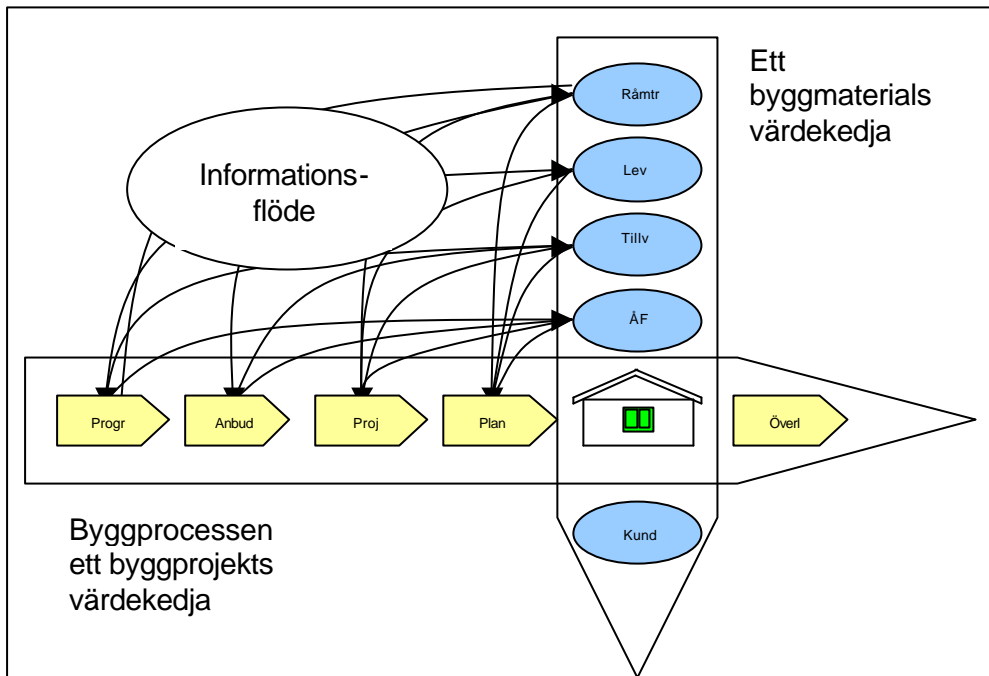 Ett
byggmaterials
värdekedja
Råmtr
Lev
Informations-
flöde
Tillv
ÅF
Progr
Anbud
Proj
Plan
Överl
Kund
Byggprocessen
ett byggprojekts
värdekedja